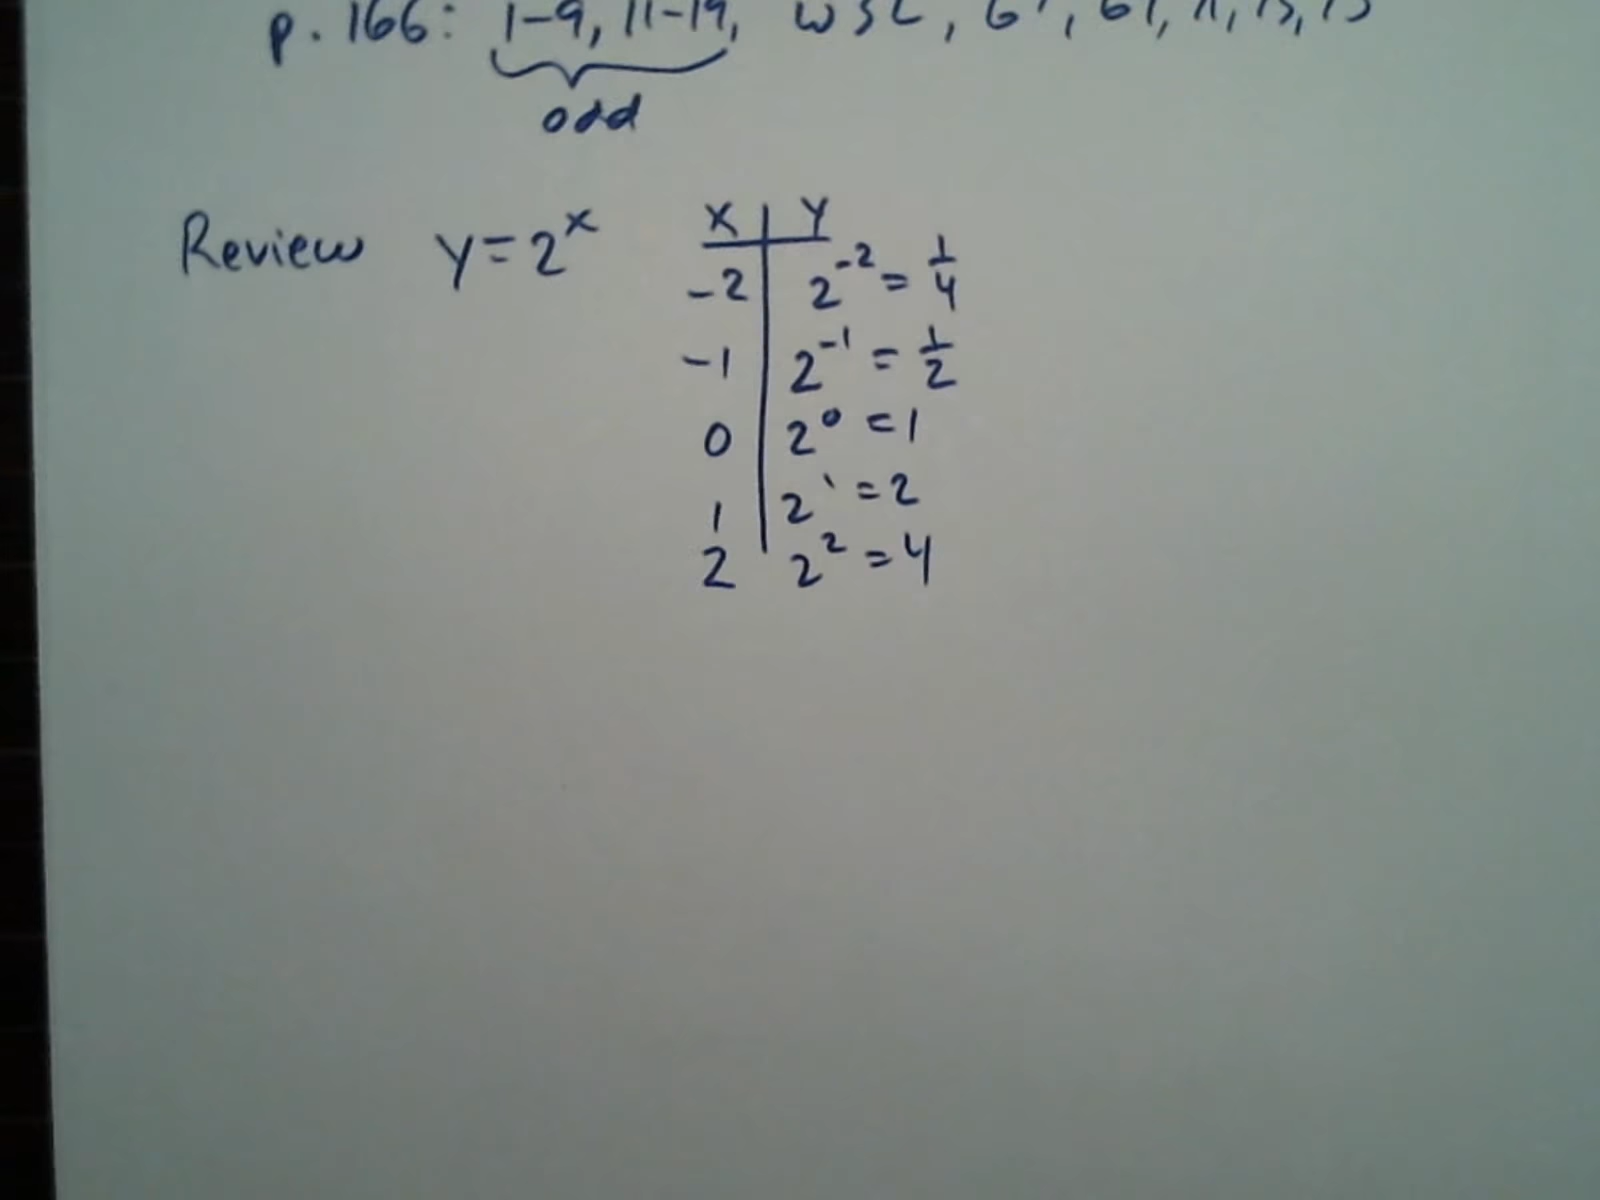 p. 166: 1-9, 11-19,
odd
Review y=2^x
x | y
-2 | 2^-2 = 1/4
-1 | 2^-1 = 1/2
0 | 2^0 = 1
1 | 2^1 = 2
2 2^2 = 4